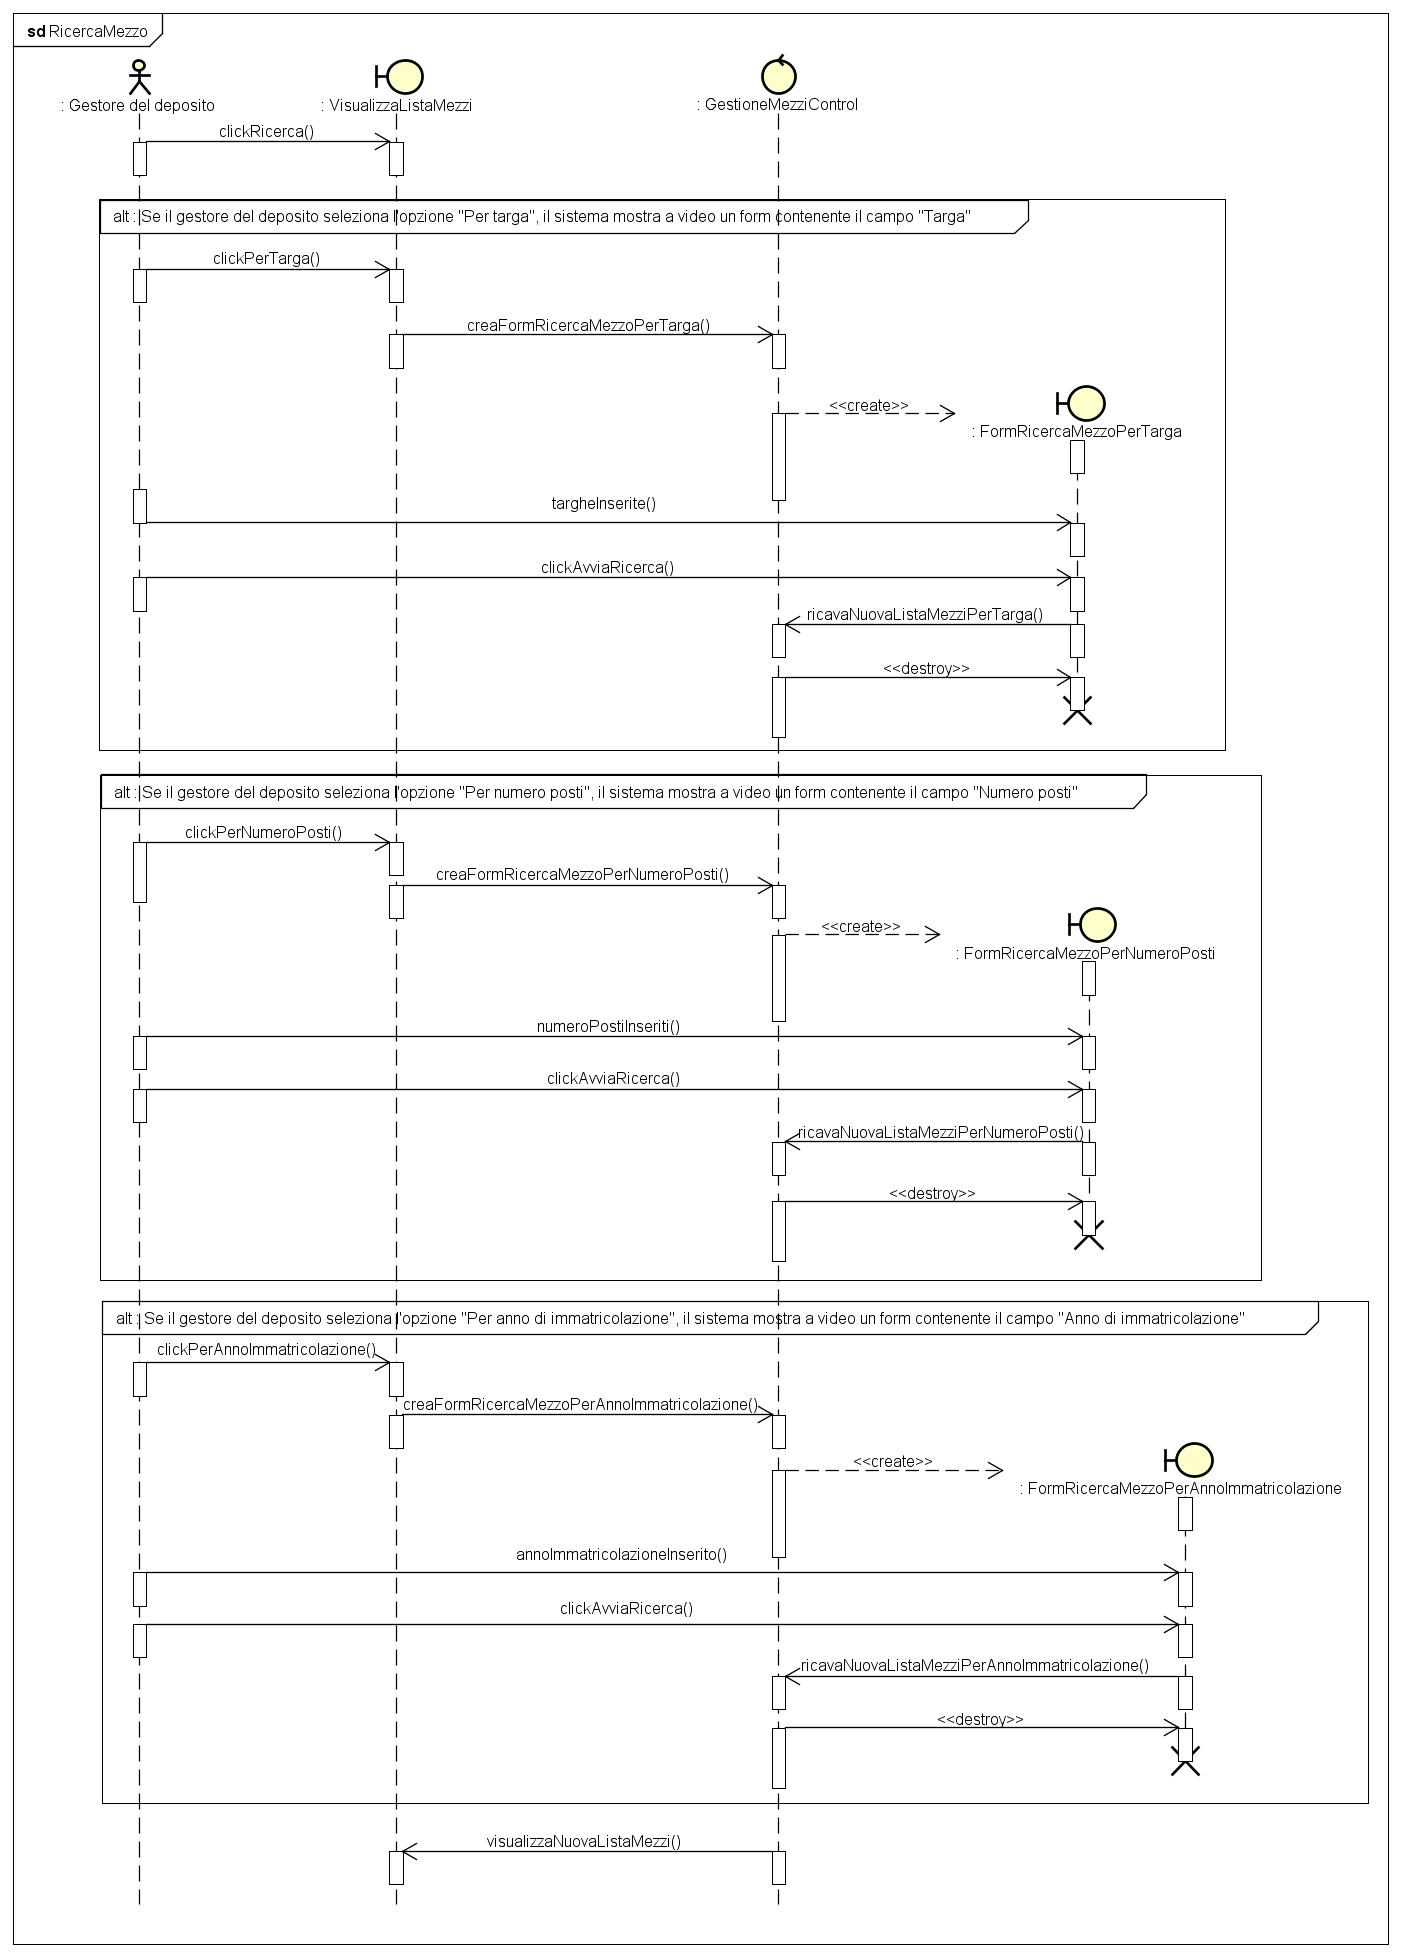 sd RicercaMezzo
: Gestore del deposito
: VisualizzaListaMezzi
: GestioneMezziControl
clickRicerca()
alt : Se il gestore del deposito seleziona l'opzione "Per targa", il sistema mostra a video un form contenente il campo "Targa"
clickPerTarga()
creaFormRicercaMezzoPerTarga()
<<create>>
: FormRicercaMezzoPerTarga
targheInserite()
clickAvviaRicerca()
ricavaNuovaListaMezziPerTarga()
<<destroy>>
alt : Se il gestore del deposito seleziona l'opzione "Per numero posti", il sistema mostra a video un form contenente il campo "Numero posti"
clickPerNumeroPosti()
creaFormRicercaMezzoPerNumeroPosti()
<<create>>
: FormRicercaMezzoPerNumeroPosti
numeroPostiInseriti()
clickAvviaRicerca()
ricavaNuovaListaMezziPerNumeroPosti()
<<destroy>>
alt : Se il gestore del deposito seleziona l'opzione "Per anno di immatricolazione", il sistema mostra a video un form contenente il campo "Anno di immatricolazione"
clickPerAnnoImmatricolazione()
creaFormRicercaMezzoPerAnnoImmatricolazione()
<<create>>
: FormRicercaMezzoPerAnnoImmatricolazione
annoImmatricolazioneInserito()
clickAvviaRicerca()
ricavaNuovaListaMezziPerAnnoImmatricolazione()
<<destroy>>
visualizzaNuovaListaMezzi()